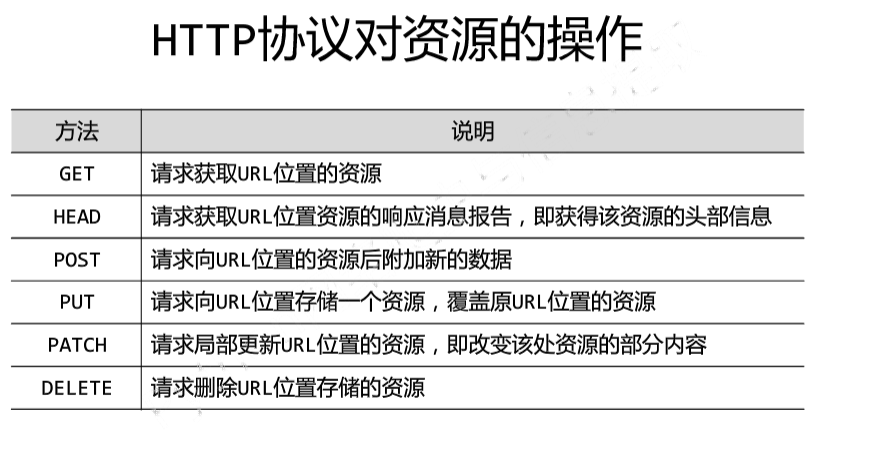 HTTP协议对资源的操作
方法 说明
GET 请求获取URL位置的资源
HEAD 请求获取URL位置资源的响应消息报告，即获得该资源的头部信息
POST 请求向URL位置的资源后附加新的数据
PUT 请求向URL位置存储一个资源，覆盖原URL位置的资源
PATCH 请求局部更新URL位置的资源，即改变该处资源的部分内容
DELETE 请求删除URL位置存储的资源